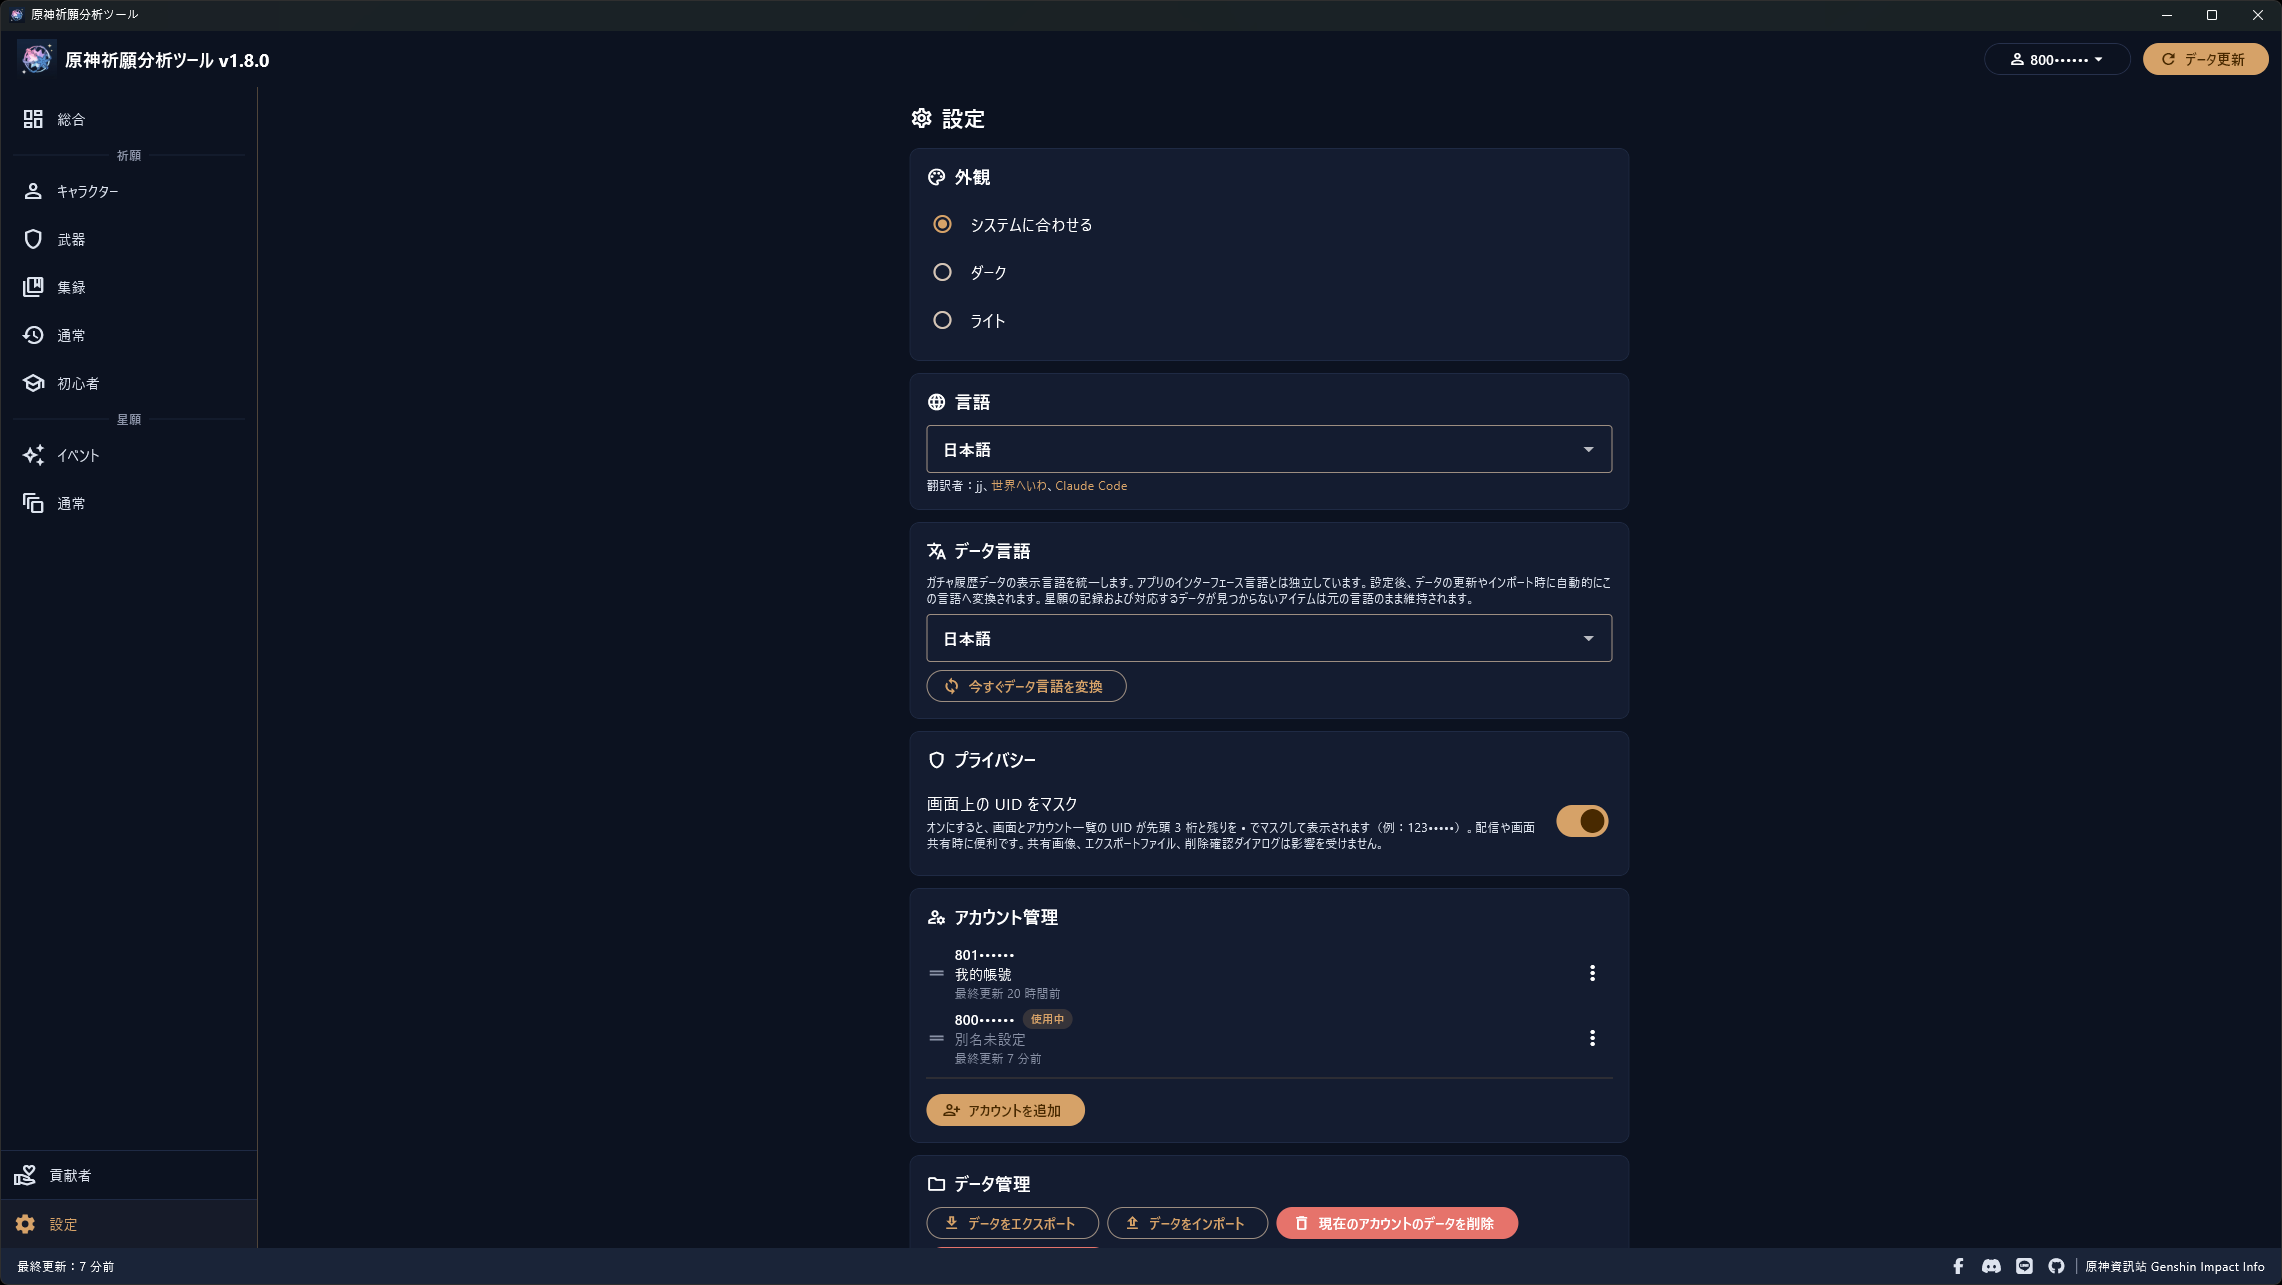 原神祈願分析ツール
原神祈願分析ツール v1.8.0
800••••••
データ更新
総合
祈願
キャラクター
武器
集録
通常
初心者
星願
イベント
通常
貢献者
設定
設定
外観
システムに合わせる
ダーク
ライト
言語
日本語
翻訳者：jj、世界へいわ、Claude Code
データ言語
ガチャ履歴データの表示言語を統一します。アプリのインターフェース言語とは独立しています。設定後、データの更新やインポート時に自動的にこ
の言語へ変換されます。星願の記録および対応するデータが見つからないアイテムは元の言語のまま維持されます。
日本語
今すぐデータ言語を変換
プライバシー
画面上の UID をマスク
オンにすると、画面とアカウント一覧の UID が先頭 3 桁と残りを • でマスクして表示されます（例：123•••••）。配信や画面
共有時に便利です。共有画像、エクスポートファイル、削除確認ダイアログは影響を受けません。
アカウント管理
801••••••
我的帳號
最終更新 20 時間前
800•••••• 使用中
別名未設定
最終更新 7 分前
アカウントを追加
データ管理
データをエクスポート
データをインポート
現在のアカウントのデータを削除
最終更新：7 分前
原神資訊站 Genshin Impact Info